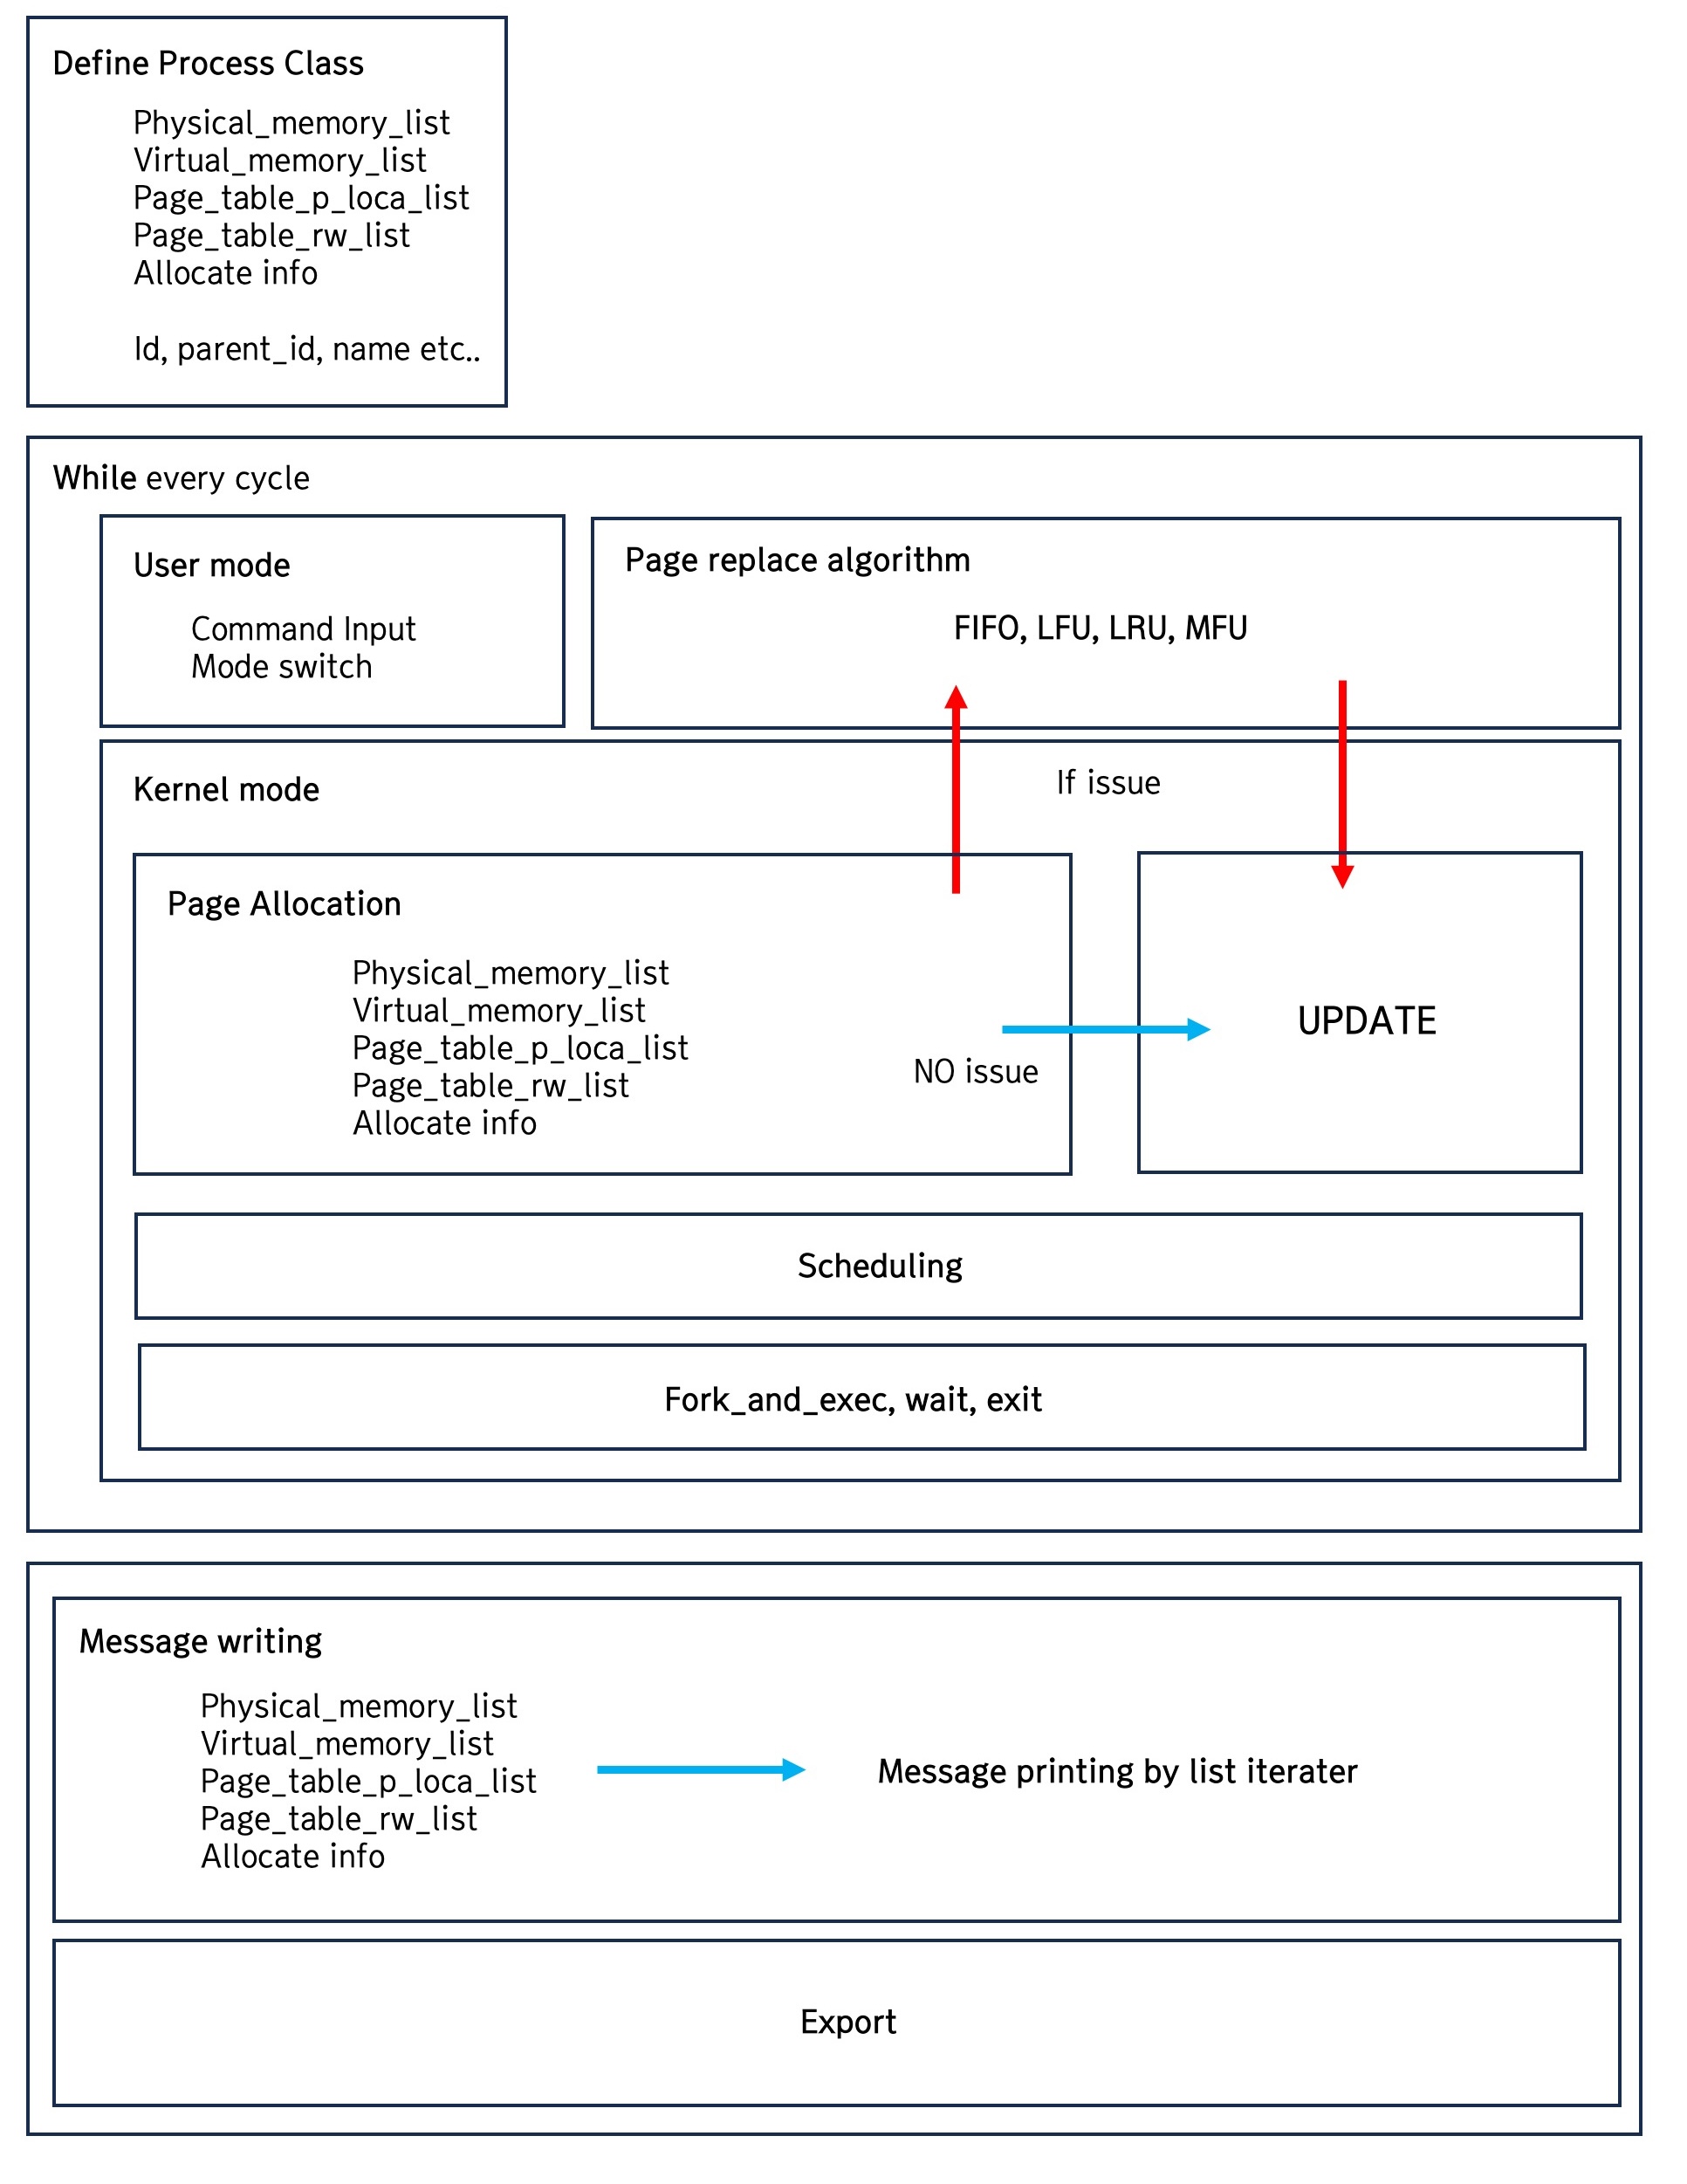 Define Process Class
Physical_memory_list
Virtual_memory_list
Page_table_p_loca_list
Page_table_rw_list
Allocate info
Id, parent_id, name etc..
While every cycle
User mode
Command Input
Mode switch
Page replace algorithm
FIFO, LFU, LRU, MFU
Kernel mode
If issue
Page Allocation
Physical_memory_list
Virtual_memory_list
Page_table_p_loca_list
Page_table_rw_list
Allocate info
NO issue
UPDATE
Scheduling
Fork_and_exec, wait, exit
Message writing
Physical_memory_list
Virtual_memory_list
Page_table_p_loca_list
Page_table_rw_list
Allocate info
Message printing by list iterater
Export